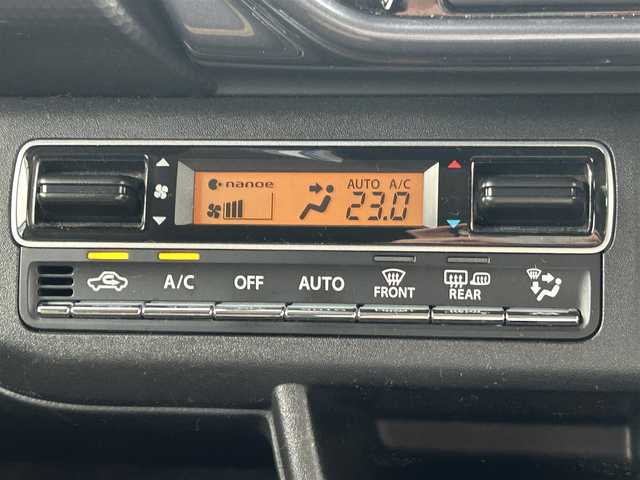 nanoe
AUTO A/C
23.0
A/C
OFF
AUTO
FRONT
REAR